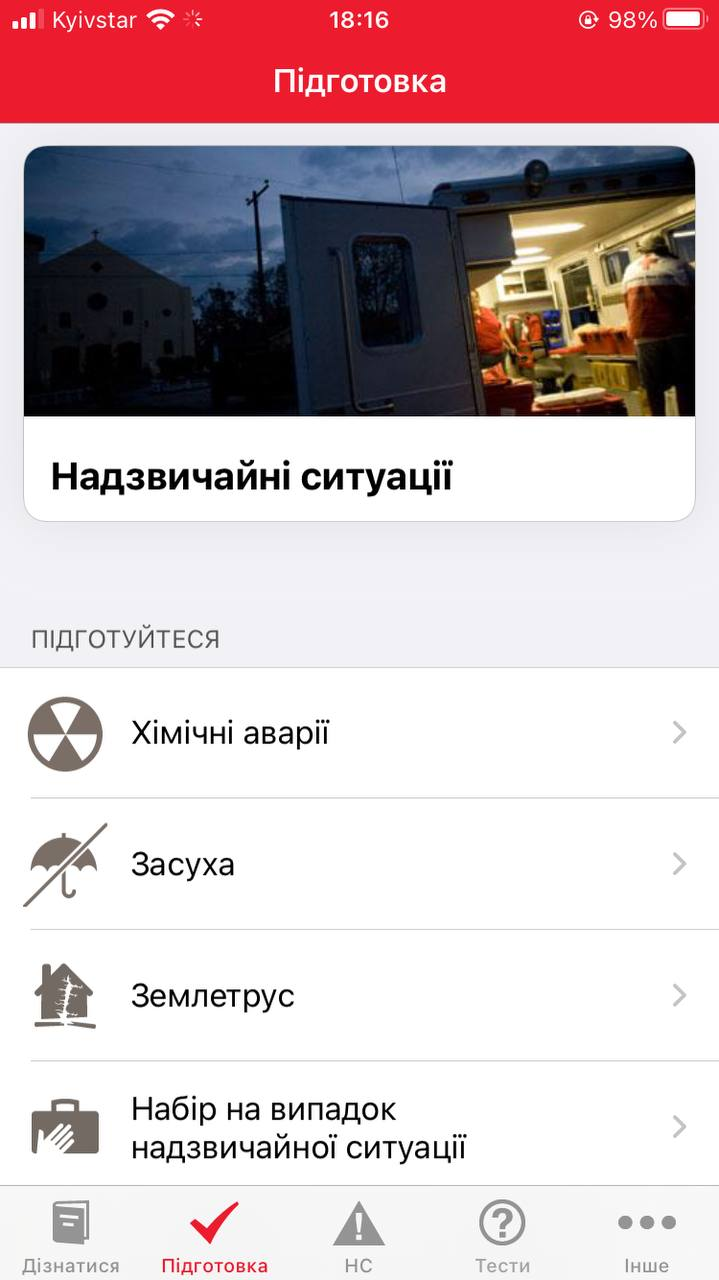 Kyivstar 18:16 98%
Підготовка
Надзвичайні ситуації
ПІДГОТУЙТЕСЯ
Хімічні аварії
Засуха
Землетрус
Набір на випадок
надзвичайної ситуації
Дізнатися Підготовка НС Тести Інше